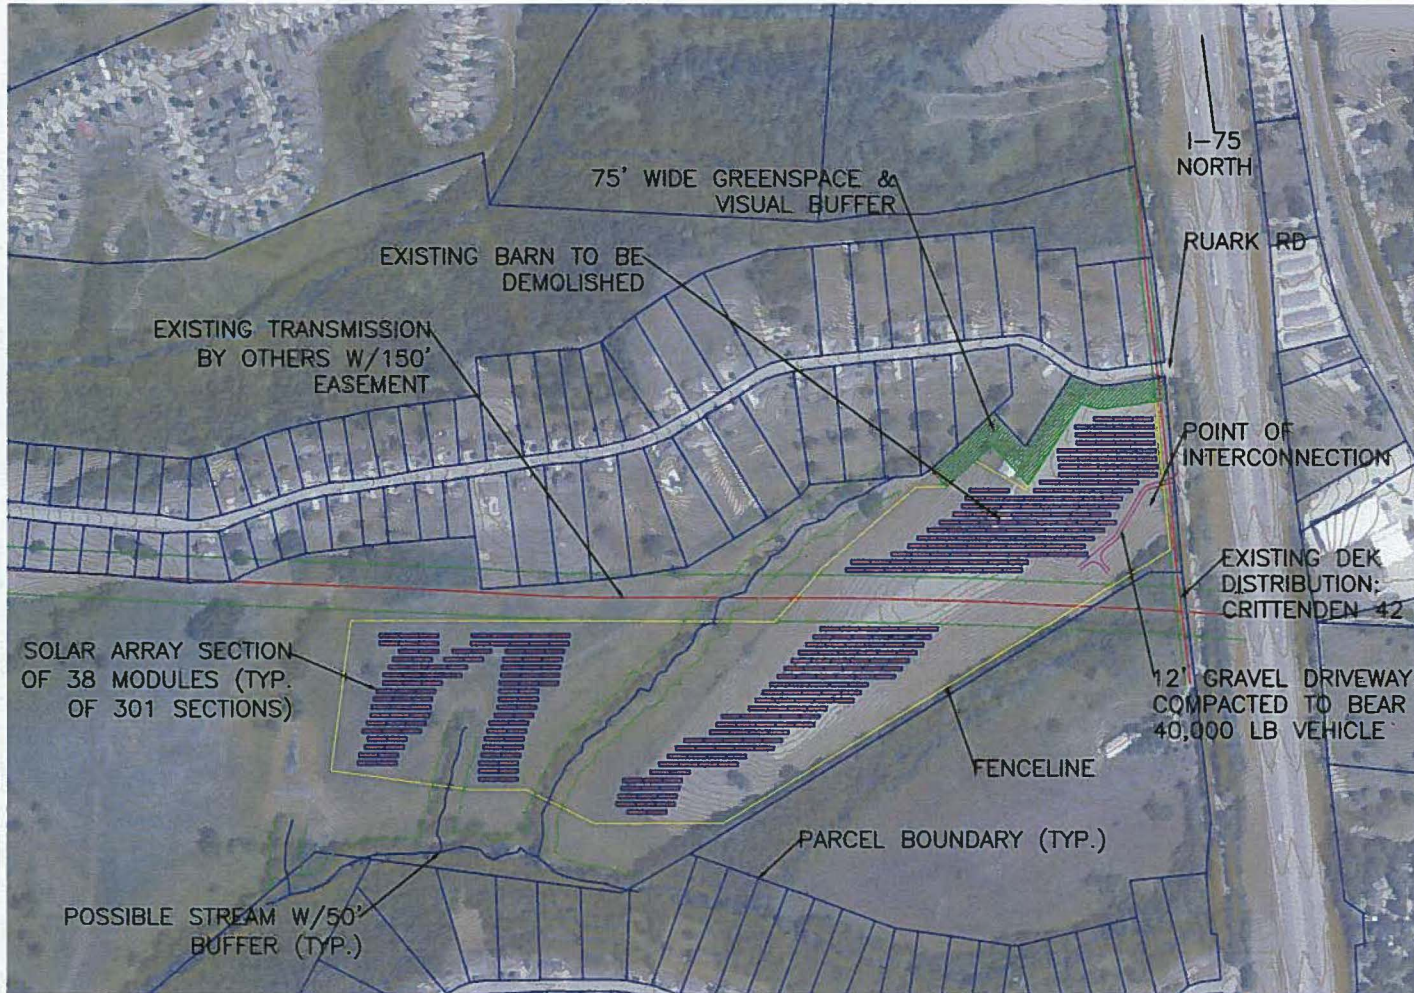 I-75
NORTH
75' WIDE GREENSPACE &
VISUAL BUFFER
RUARK RD
EXISTING BARN TO BE
DEMOLISHED
EXISTING TRANSMISSION
BY OTHERS W/150'
EASEMENT
POINT OF
INTERCONNECTION
EXISTING DEK
DISTRIBUTION:
CRITTENDEN 42
SOLAR ARRAY SECTION
OF 38 MODULES (TYP.
OF 301 SECTIONS)
12' GRAVEL DRIVEWAY
COMPACTED TO BEAR
40,000 LB VEHICLE
FENCELINE
PARCEL BOUNDARY (TYP.)
POSSIBLE STREAM W/50'
BUFFER (TYP.)